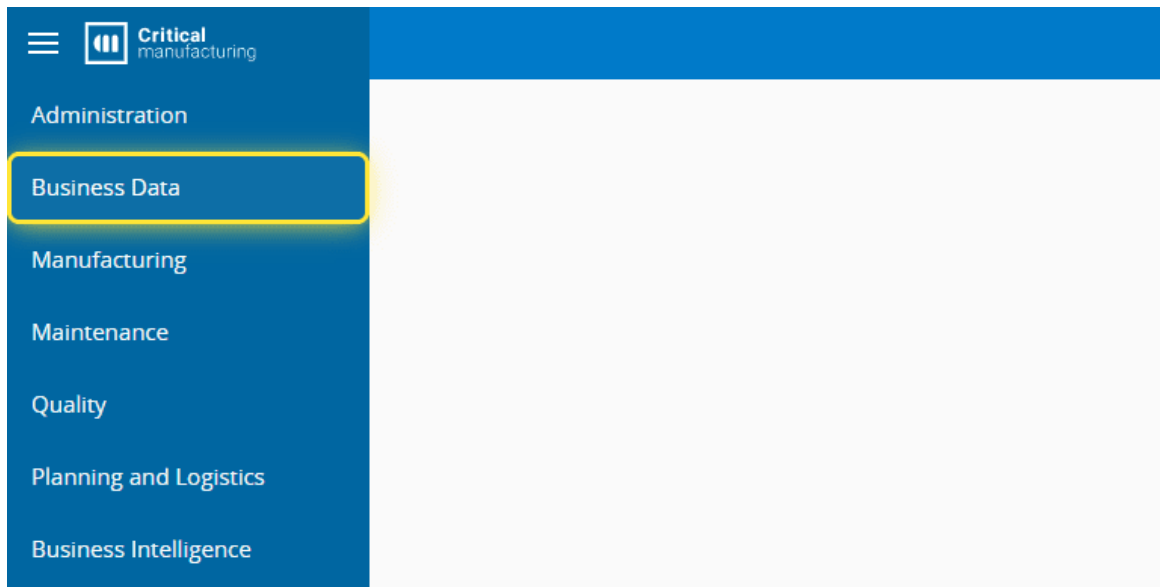 Critical
manufacturing
Administration
Business Data
Manufacturing
Maintenance
Quality
Planning and Logistics
Business Intelligence